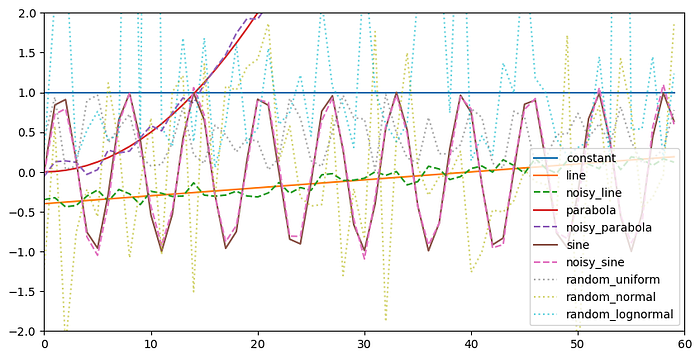 2.0
1.5
1.0
0.5
0.0
−0.5
−1.0
−1.5
−2.0
constant
line
noisy_line
parabola
noisy_parabola
sine
noisy_sine
random_uniform
random_normal
random_lognormal
0 10 20 30 40 50 60